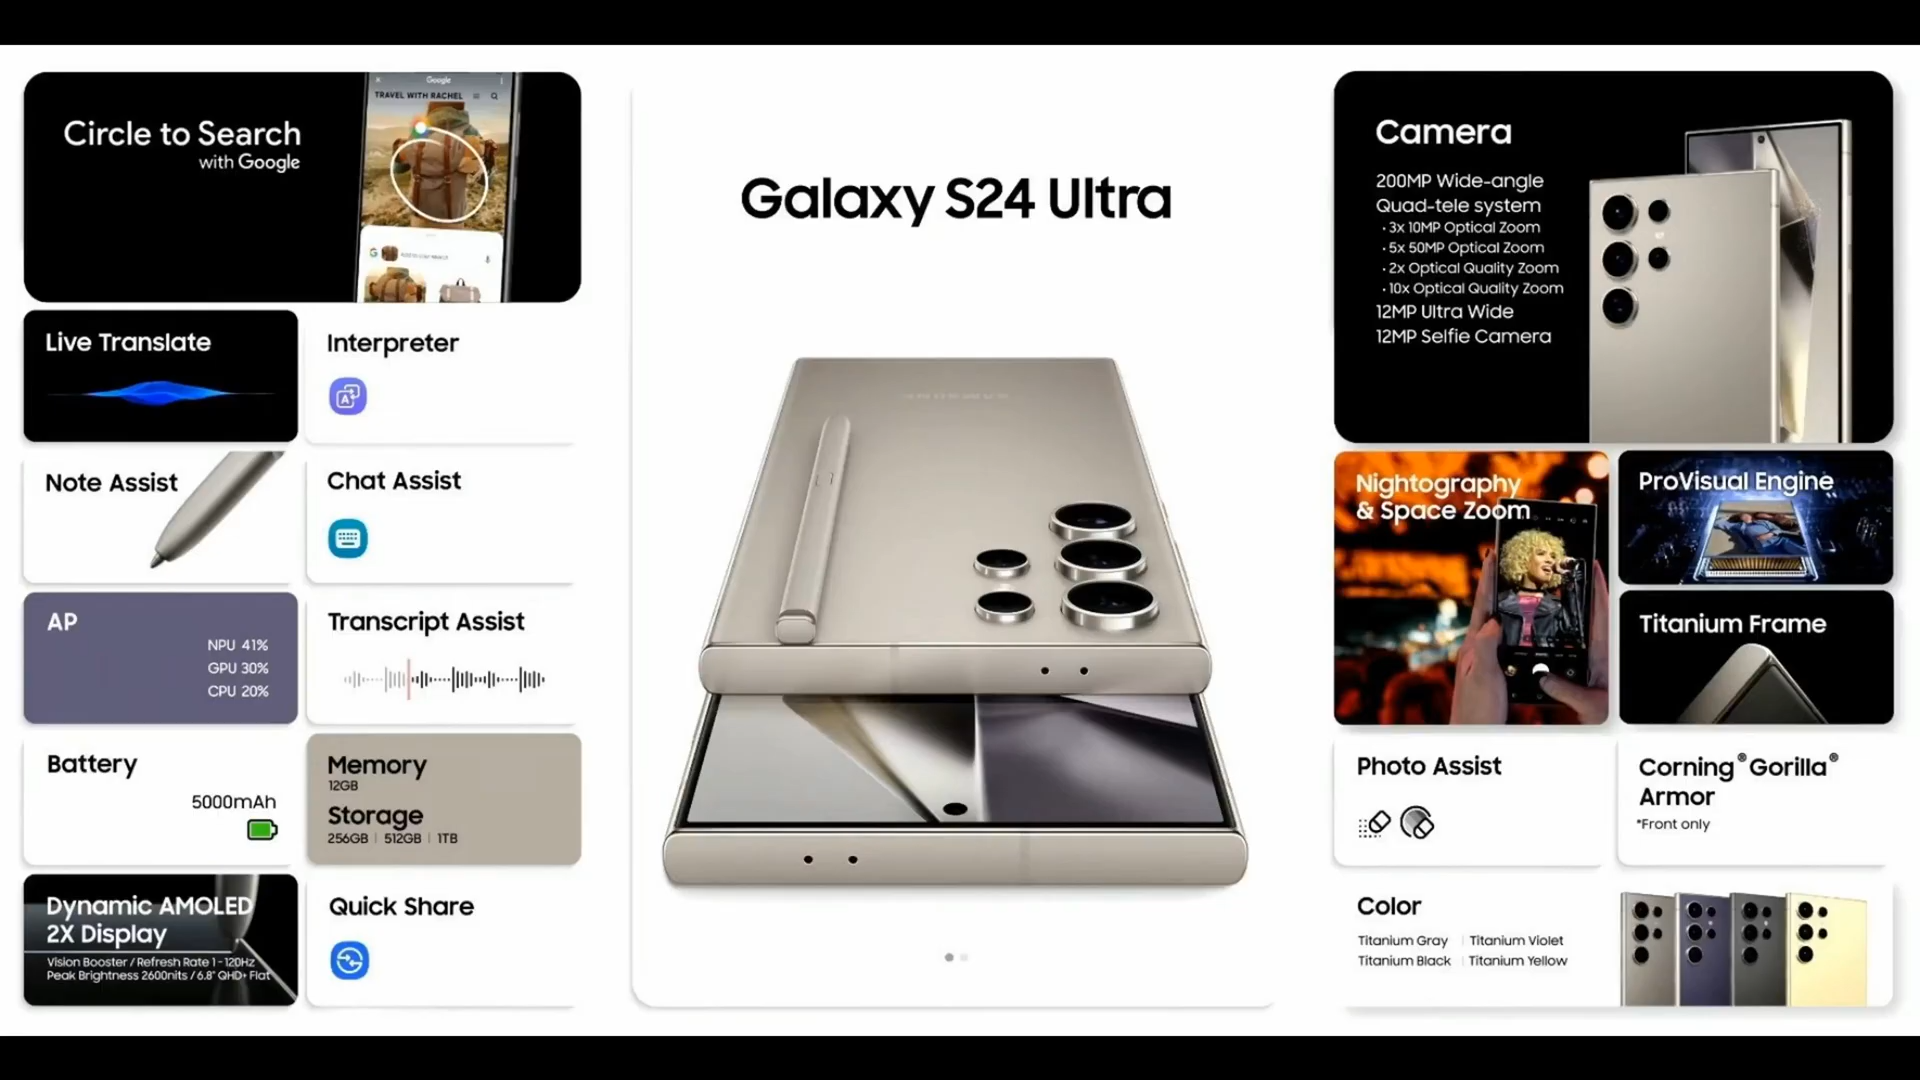 Circle to Search
with Google
Google
TRAVEL WITH RACHEL
Live Translate
Interpreter
A
Note Assist
Chat Assist
AP
NPU 41%
GPU 30%
CPU 20%
Transcript Assist
Battery
5000mAh
Memory
12GB
Storage
256GB | 512GB | 1TB
Dynamic AMOLED
2X Display
Vision Booster / Refresh Rate 1 - 120Hz
Peak Brightness 2600nits / 6.8" QHD+ Flat
Quick Share
Galaxy S24 Ultra
SAMSUNG
Camera
200MP Wide-angle
Quad-tele system
· 3x 10MP Optical Zoom
· 5x 50MP Optical Zoom
· 2x Optical Quality Zoom
· 10x Optical Quality Zoom
12MP Ultra Wide
12MP Selfie Camera
Nightography
& Space Zoom
ProVisual Engine
Titanium Frame
Photo Assist
Corning® Gorilla®
Armor
*Front only
Color
Titanium Gray | Titanium Violet
Titanium Black | Titanium Yellow